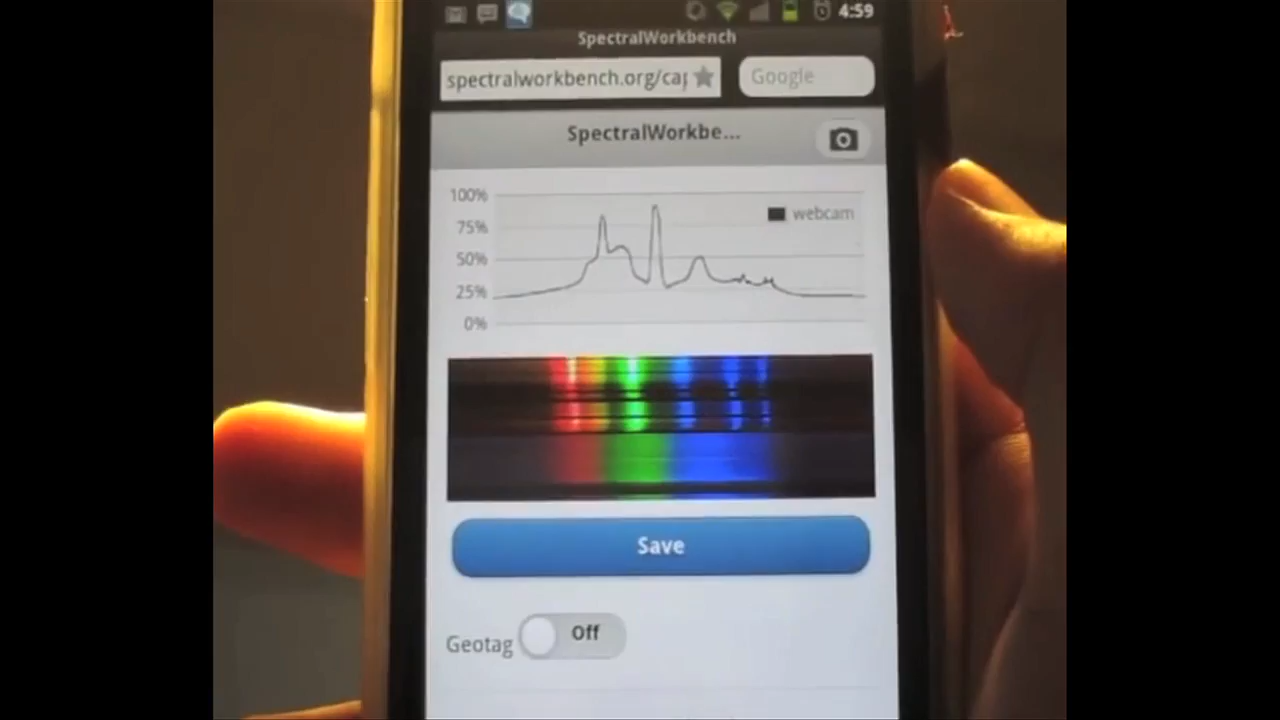 4:59
SpectralWorkbench
spectralworkbench.org/ca
Google
SpectralWorkbe...
100%
webcam
75%
50%
25%
0%
Save
Geotag Off